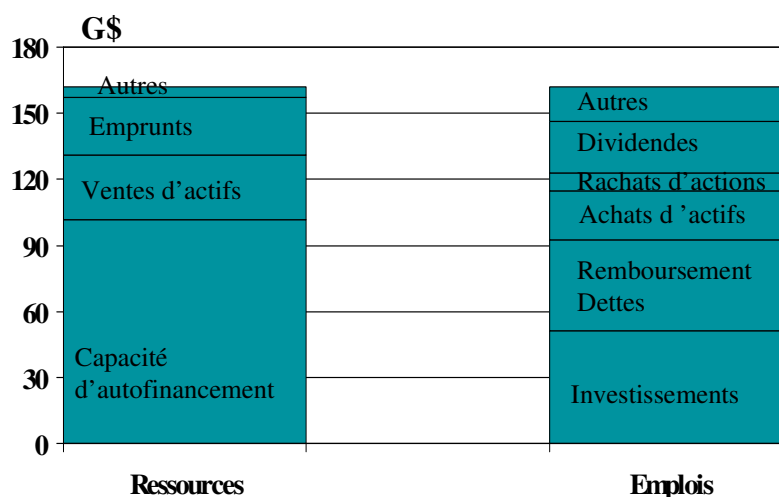 G$
180
150
120
90
60
30
0
Autres
Emprunts
Ventes d’actifs
Capacité
d’autofinancement
Autres
Dividendes
Rachats d’actions
Achats d ’actifs
Remboursement
Dettes
Investissements
Ressources
Emplois